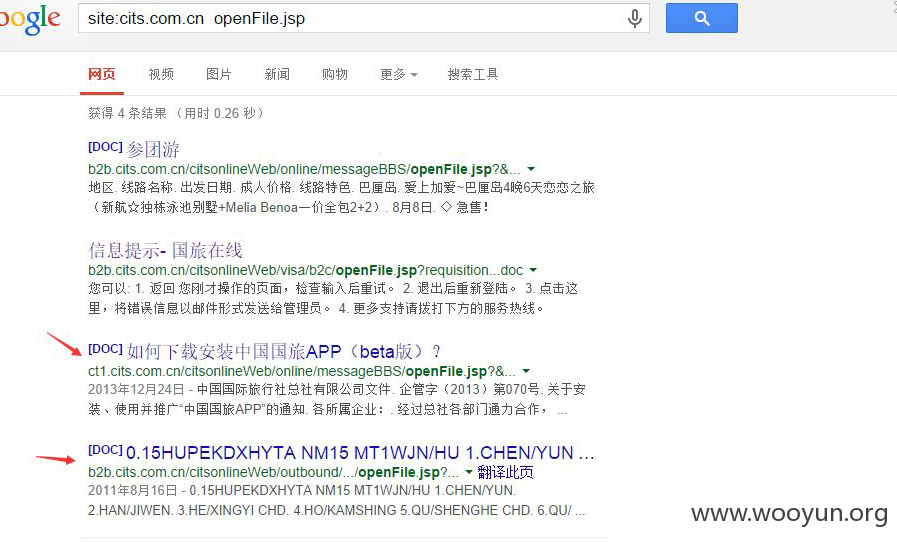 oogle
site:cits.com.cn openFile.jsp
网页 视频 图片 新闻 购物 更多 搜索工具
获得 4 条结果 （用时 0.26 秒）
[DOC] 参团游
b2b.cits.com.cn/citsonlineWeb/online/messageBBS/openFile.jsp?&...
地区. 线路名称. 出发日期. 成人价格. 线路特色. 巴厘岛. 爱上加爱~巴厘岛4晚6天恋恋之旅
（新航☆独栋泳池别墅+Melia Benoa一价全包2+2）. 8月8日. ◇ 急售！
信息提示- 国旅在线
b2b.cits.com.cn/citsonlineWeb/visa/b2c/openFile.jsp?requisition...doc
您可以: 1. 返回 您刚才操作的页面，检查输入后重试。 2. 退出后重新登陆。 3. 点击这
里，将错误信息以邮件形式发送给管理员。 4. 更多支持请拨打下方的服务热线。
[DOC] 如何下载安装中国国旅APP（beta版）？
ct1.cits.com.cn/citsonlineWeb/online/messageBBS/openFile.jsp?&...
2013年12月24日 - 中国国际旅行社总社有限公司文件. 企管字（2013）第070号. 关于安
装、使用并推广“中国国旅APP”的通知. 各所属企业：. 经过总社各部门通力合作， ...
[DOC] 0.15HUPEKDXHYTA NM15 MT1WJN/HU 1.CHEN/YUN ...
b2b.cits.com.cn/citsonlineWeb/outbound/.../openFile.jsp?... 翻译此页
2011年8月16日 - 0.15HUPEKDXHYTA NM15 MT1WJN/HU 1.CHEN/YUN.
2.HAN/JIWEN. 3.HE/XINGYI CHD. 4.HO/KAMSHING 5.QU/SHENGHE CHD. 6.QU/ ...
www.wooyun.org